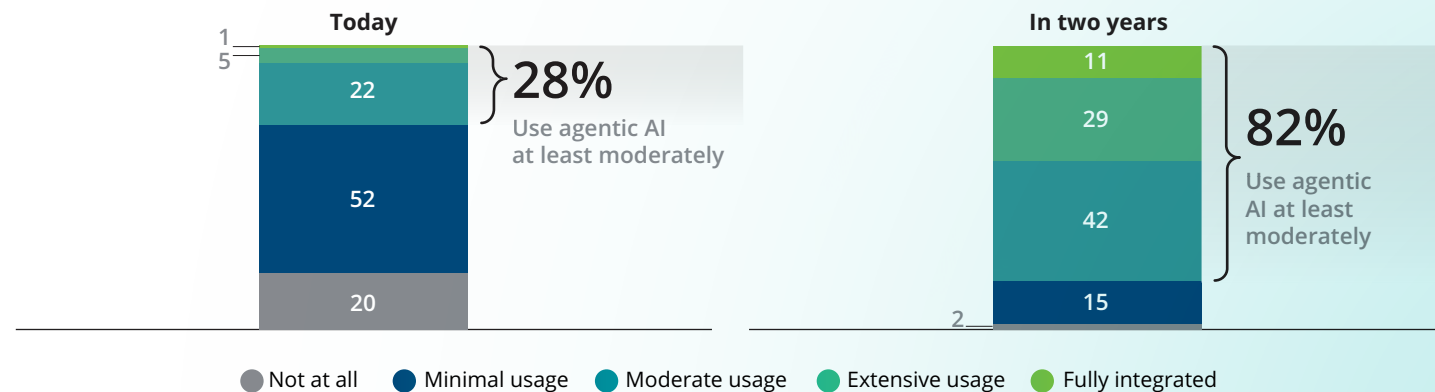 Today
1
5
22
52
20
28%
Use agentic AI
at least moderately
In two years
11
29
42
15
2
82%
Use agentic
AI at least
moderately
Not at all
Minimal usage
Moderate usage
Extensive usage
Fully integrated